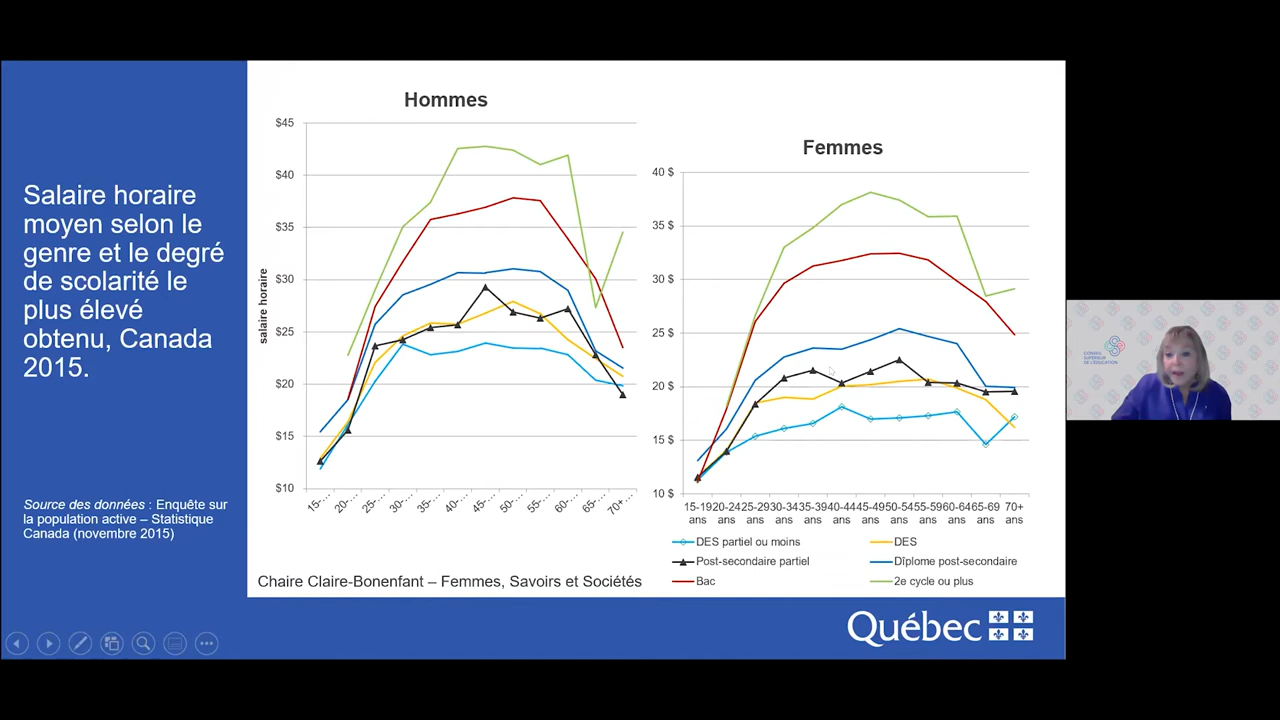 Salaire horaire
moyen selon le
genre et le degré
de scolarité le
plus élevé
obtenu, Canada
2015.
Source des données : Enquête sur
la population active – Statistique
Canada (novembre 2015)
Hommes
$45
$40
$35
$30
$25
$20
$15
$10
salaire horaire
15-...
20-...
25-...
30-...
35-...
40-...
45-...
50-...
55-...
60-...
65-...
70+...
Femmes
40 $
35 $
30 $
25 $
20 $
15 $
10 $
15-19 20-24 25-29 30-34 35-39 40-44 45-49 50-54 55-59 60-64 65-69 70+
ans ans ans ans ans ans ans ans ans ans ans ans
DES partiel ou moins
DES
Post-secondaire partiel
Dîplome post-secondaire
Bac
2e cycle ou plus
Chaire Claire-Bonenfant – Femmes, Savoirs et Sociétés
Québec
CONSEIL
SUPÉRIEUR
DE L'ÉDUCATION